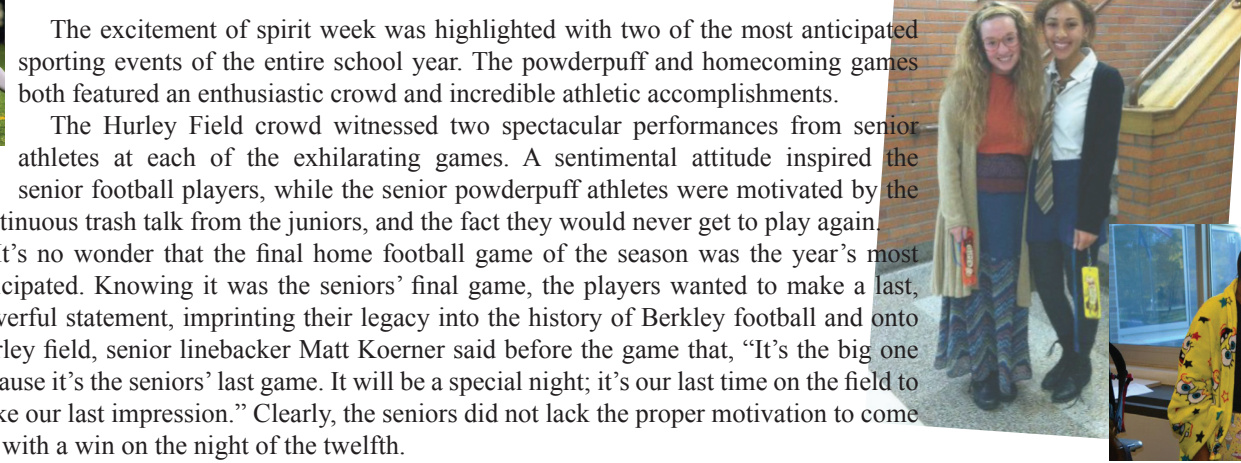 The excitement of spirit week was highlighted with two of the most anticipated
sporting events of the entire school year. The powderpuff and homecoming games
both featured an enthusiastic crowd and incredible athletic accomplishments.
The Hurley Field crowd witnessed two spectacular performances from senior
athletes at each of the exhilarating games. A sentimental attitude inspired the
senior football players, while the senior powderpuff athletes were motivated by the
tinuous trash talk from the juniors, and the fact they would never get to play again.
It’s no wonder that the final home football game of the season was the year’s most
cipated. Knowing it was the seniors’ final game, the players wanted to make a last,
erful statement, imprinting their legacy into the history of Berkley football and onto
rley field, senior linebacker Matt Koerner said before the game that, “It’s the big one
ause it’s the seniors’ last game. It will be a special night; it’s our last time on the field to
ke our last impression.” Clearly, the seniors did not lack the proper motivation to come
with a win on the night of the twelfth.